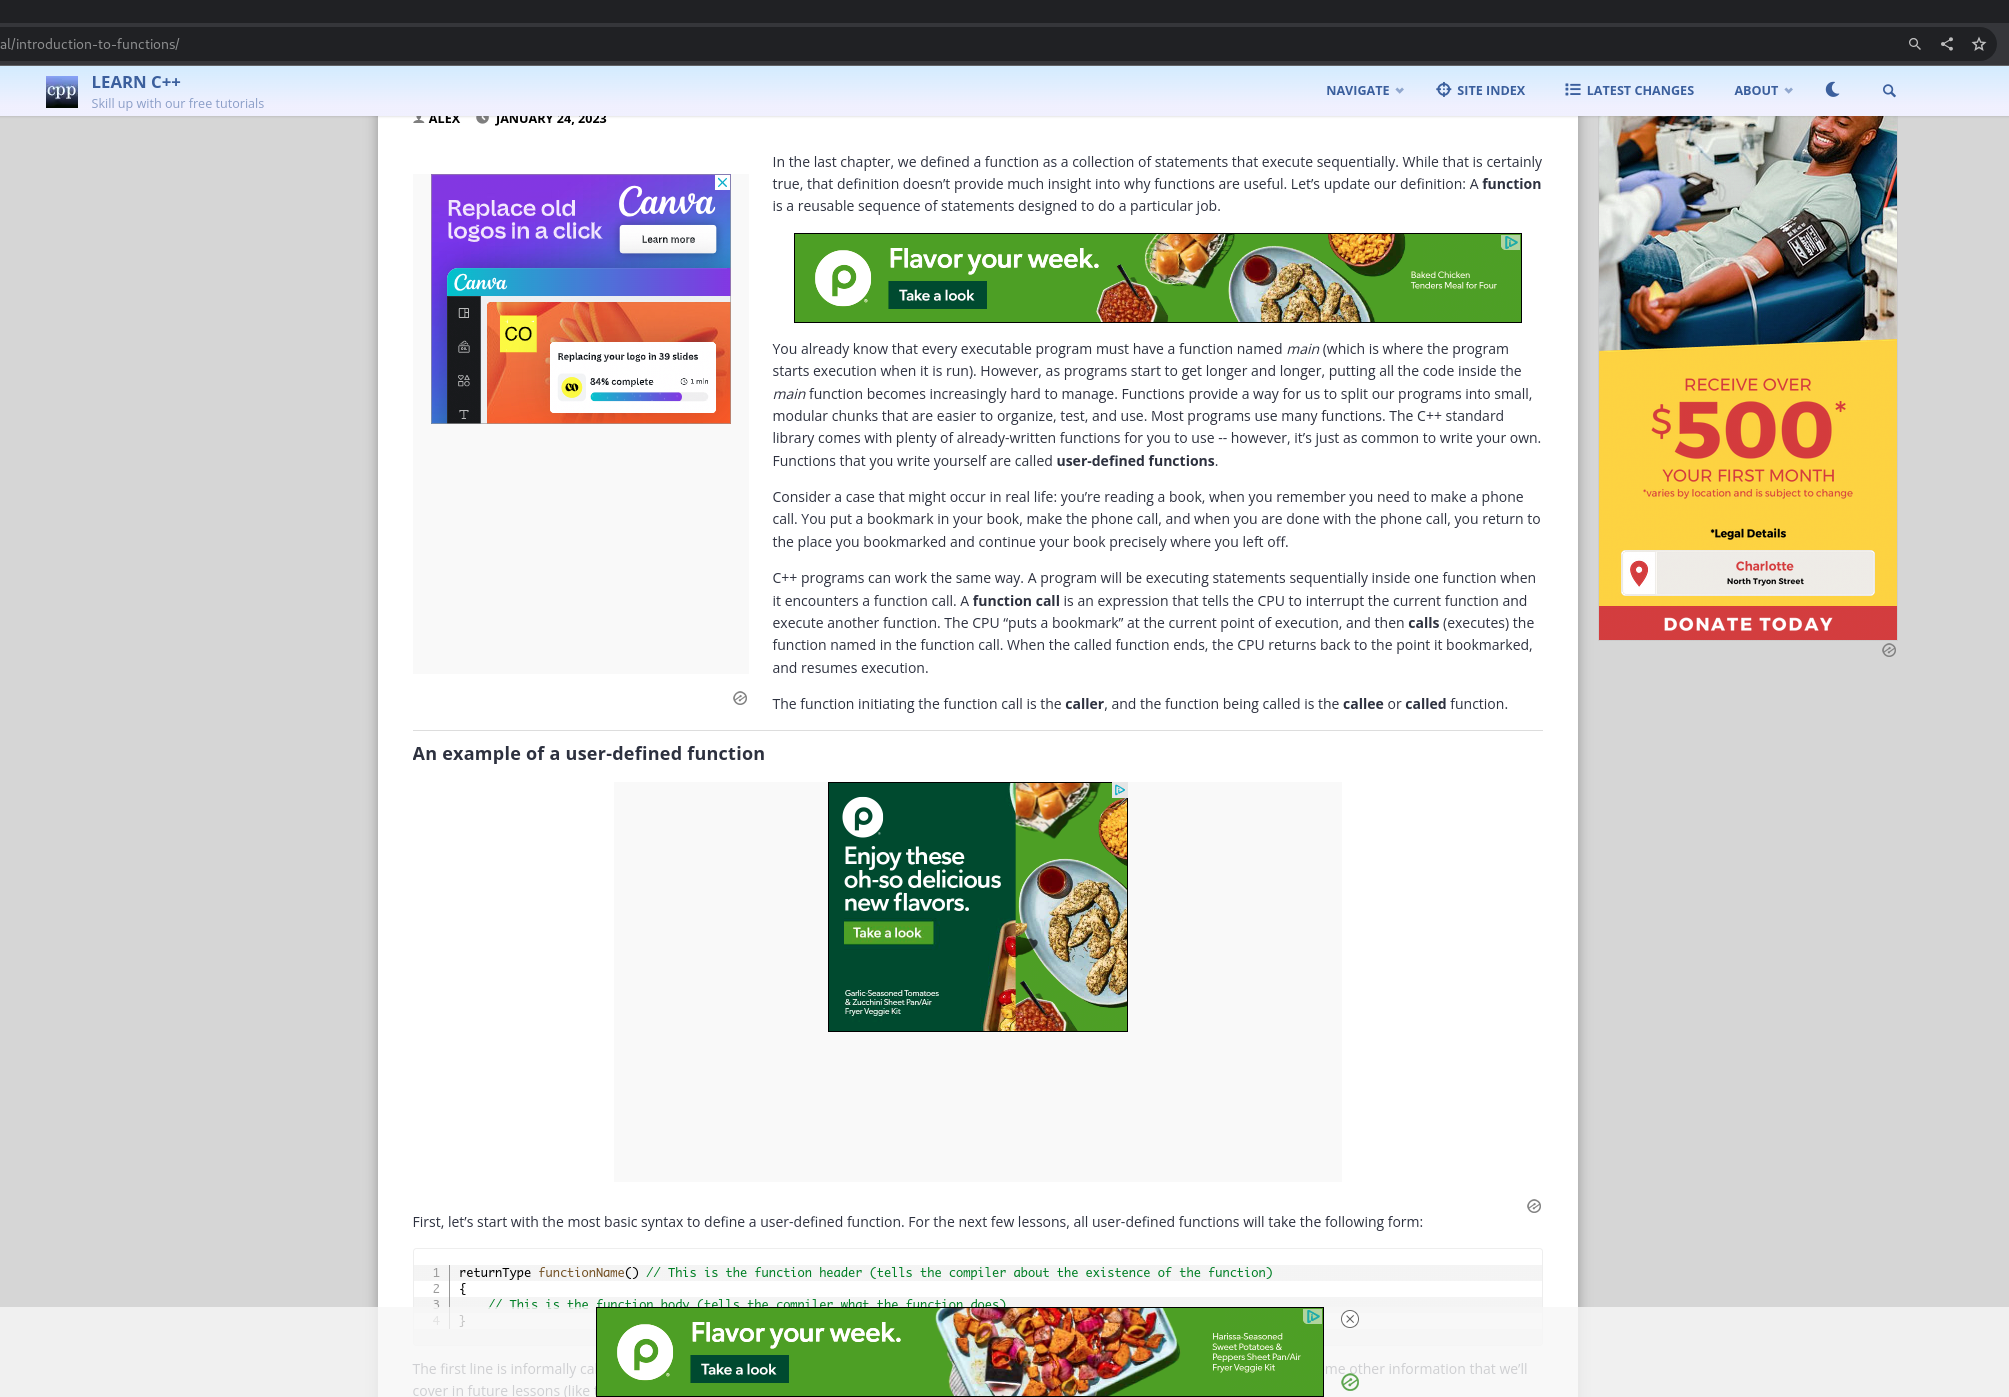 al/introduction-to-functions/
cpp
LEARN C++
Skill up with our free tutorials
NAVIGATE
SITE INDEX
LATEST CHANGES
ABOUT
ALEX
JANUARY 24, 2023
In the last chapter, we defined a function as a collection of statements that execute sequentially. While that is certainly
true, that definition doesn’t provide much insight into why functions are useful. Let’s update our definition: A function
is a reusable sequence of statements designed to do a particular job.
Replace old
logos in a click
Canva
Learn more
Canva
CO
Replacing your logo in 39 slides
84% complete
1 min
T
Flavor your week.
Take a look
Baked Chicken
Tenders Meal for Four
You already know that every executable program must have a function named main (which is where the program
starts execution when it is run). However, as programs start to get longer and longer, putting all the code inside the
main function becomes increasingly hard to manage. Functions provide a way for us to split our programs into small,
modular chunks that are easier to organize, test, and use. Most programs use many functions. The C++ standard
library comes with plenty of already-written functions for you to use -- however, it’s just as common to write your own.
Functions that you write yourself are called user-defined functions.
Consider a case that might occur in real life: you’re reading a book, when you remember you need to make a phone
call. You put a bookmark in your book, make the phone call, and when you are done with the phone call, you return to
the place you bookmarked and continue your book precisely where you left off.
C++ programs can work the same way. A program will be executing statements sequentially inside one function when
it encounters a function call. A function call is an expression that tells the CPU to interrupt the current function and
execute another function. The CPU “puts a bookmark” at the current point of execution, and then calls (executes) the
function named in the function call. When the called function ends, the CPU returns back to the point it bookmarked,
and resumes execution.
The function initiating the function call is the caller, and the function being called is the callee or called function.
RECEIVE OVER
$500*
YOUR FIRST MONTH
*varies by location and is subject to change
*Legal Details
Charlotte
North Tryon Street
DONATE TODAY
An example of a user-defined function
Enjoy these
oh-so delicious
new flavors.
Take a look
Garlic-Seasoned Tomatoes
& Zucchini Sheet Pan/Air
Fryer Veggie Kit
First, let’s start with the most basic syntax to define a user-defined function. For the next few lessons, all user-defined functions will take the following form:
1 returnType functionName() // This is the function header (tells the compiler about the existence of the function)
2 {
3 // This is the function body (tells the compiler what the function does)
4 }
Flavor your week.
Take a look
Harissa-Seasoned
Sweet Potatoes &
Peppers Sheet Pan/Air
Fryer Veggie Kit
The first line is informally ca
me other information that we’ll
cover in future lessons (like